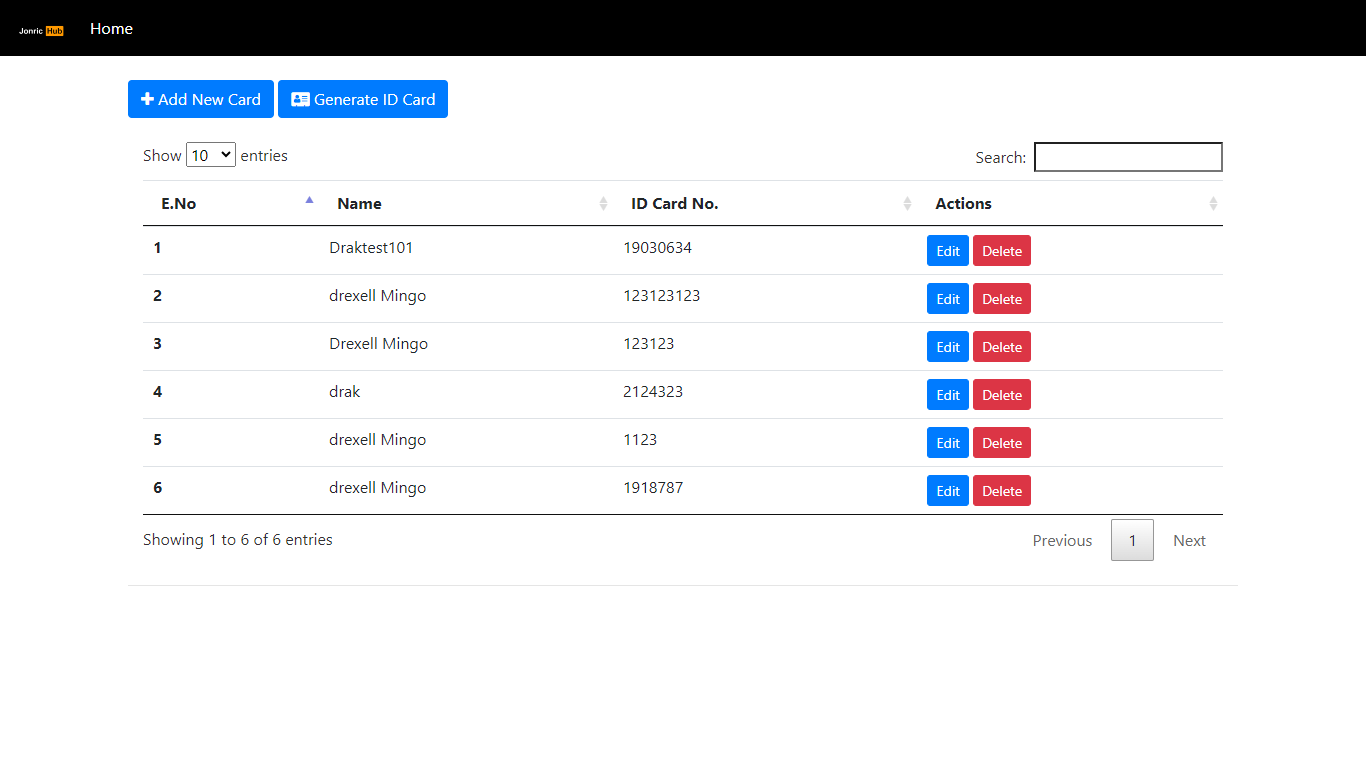 Jonric Hub Home
Add New Card Generate ID Card
Show 10 entries Search:
E.No Name ID Card No. Actions
1 Draktest101 19030634 Edit Delete
2 drexell Mingo 123123123 Edit Delete
3 Drexell Mingo 123123 Edit Delete
4 drak 2124323 Edit Delete
5 drexell Mingo 1123 Edit Delete
6 drexell Mingo 1918787 Edit Delete
Showing 1 to 6 of 6 entries Previous 1 Next